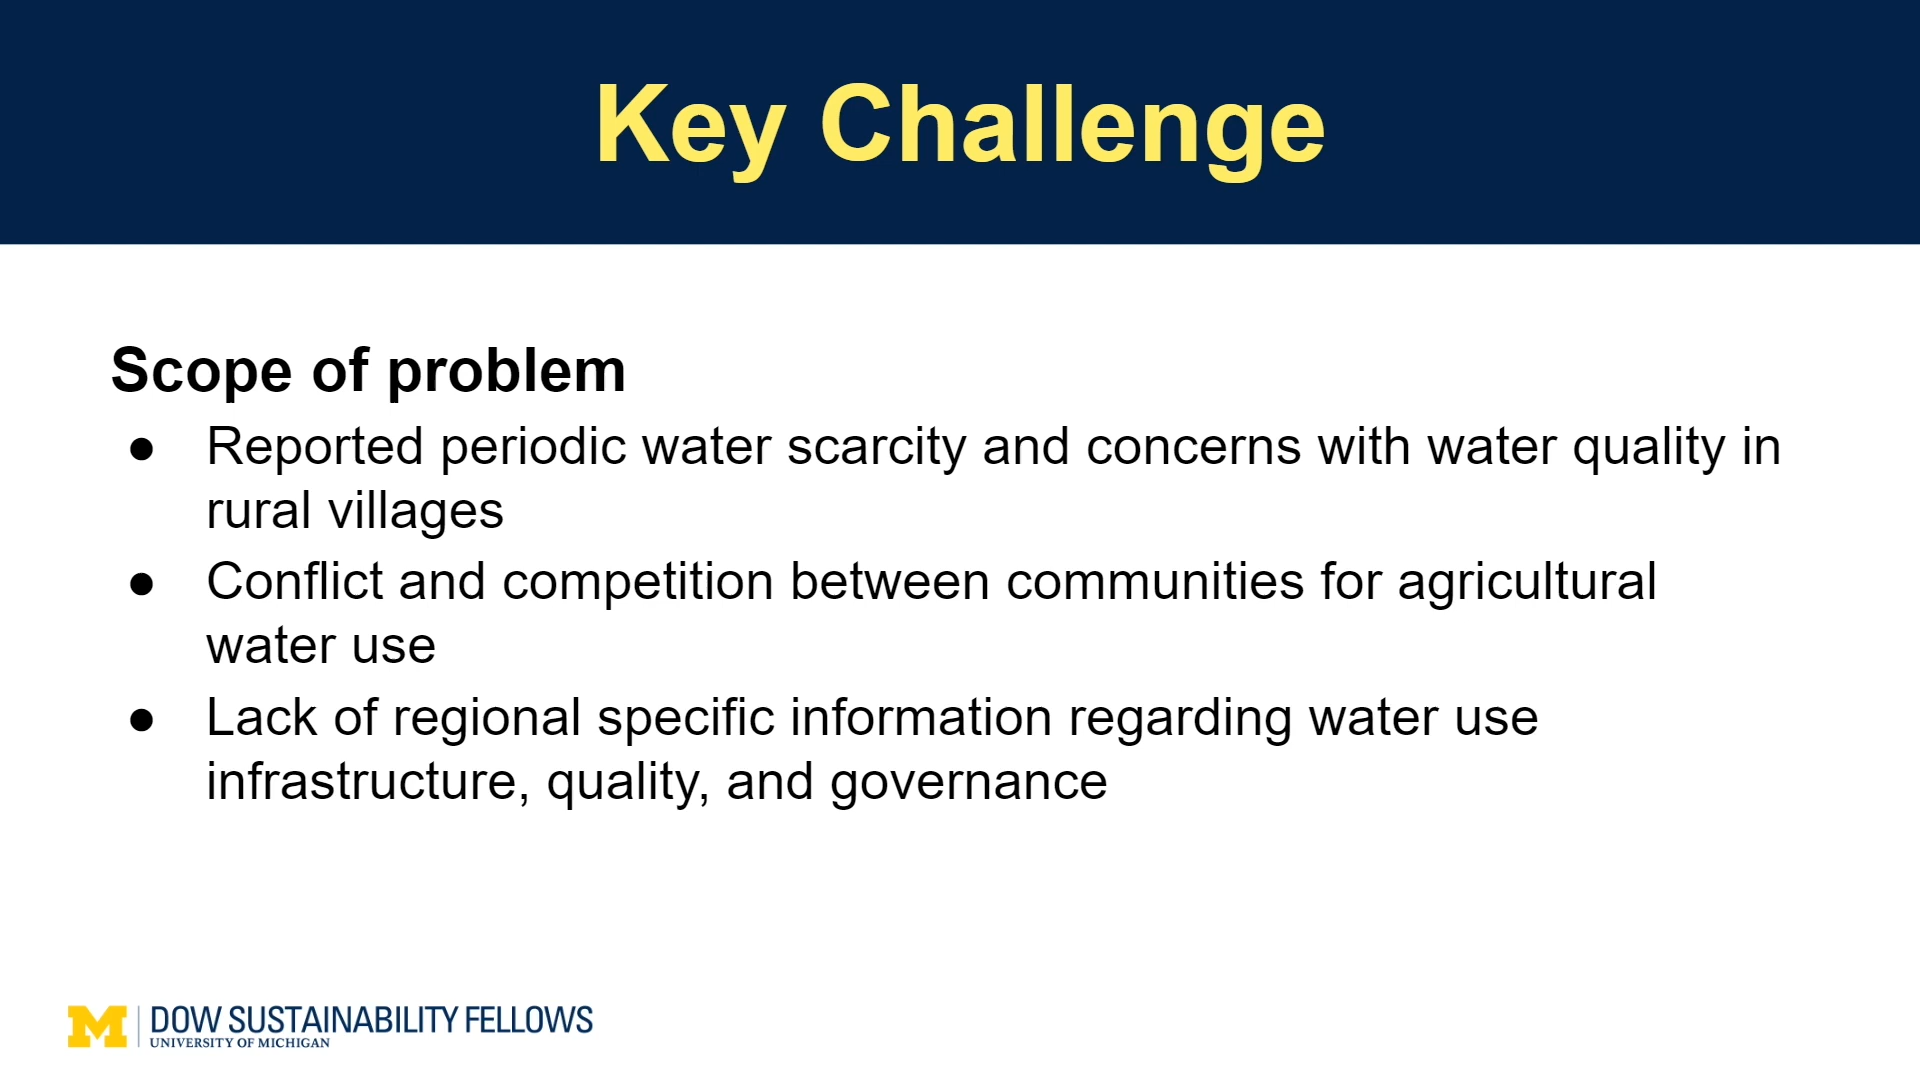 Key Challenge
Scope of problem
● Reported periodic water scarcity and concerns with water quality in
rural villages
● Conflict and competition between communities for agricultural
water use
● Lack of regional specific information regarding water use
infrastructure, quality, and governance
M DOW SUSTAINABILITY FELLOWS
UNIVERSITY OF MICHIGAN